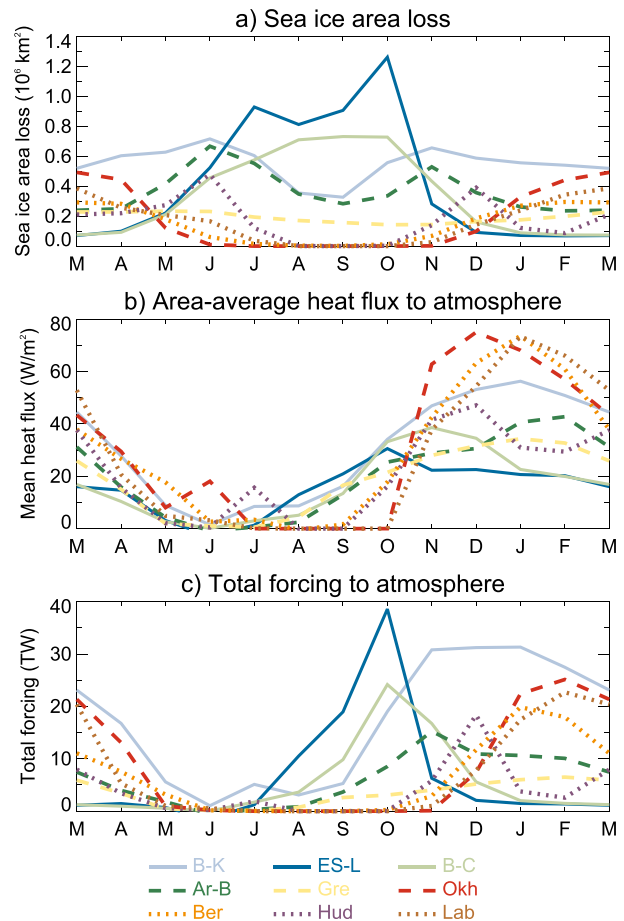 a) Sea ice area loss
Sea ice area loss (10⁶ km²)
1.4
1.2
1.0
0.8
0.6
0.4
0.2
0.0
M A M J J A S O N D J F M
b) Area-average heat flux to atmosphere
Mean heat flux (W/m²)
80
60
40
20
0
M A M J J A S O N D J F M
c) Total forcing to atmosphere
Total forcing (TW)
40
30
20
10
0
M A M J J A S O N D J F M
B-K ES-L B-C
Ar-B Gre Okh
Ber Hud Lab